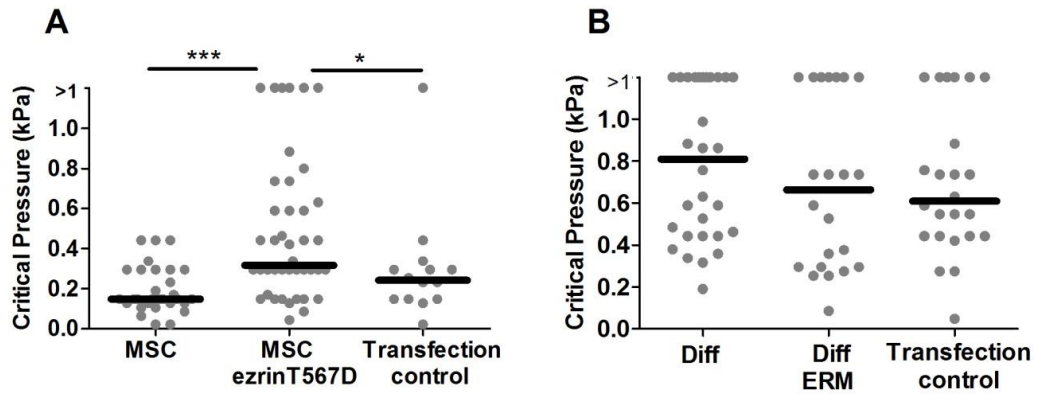 A
B
***
*
Critical Pressure (kPa)
>1
1.0
0.8
0.6
0.4
0.2
0.0
MSC
MSC
ezrinT567D
Transfection
control
Critical Pressure (kPa)
>1
1.0
0.8
0.6
0.4
0.2
0.0
Diff
Diff
ERM
Transfection
control